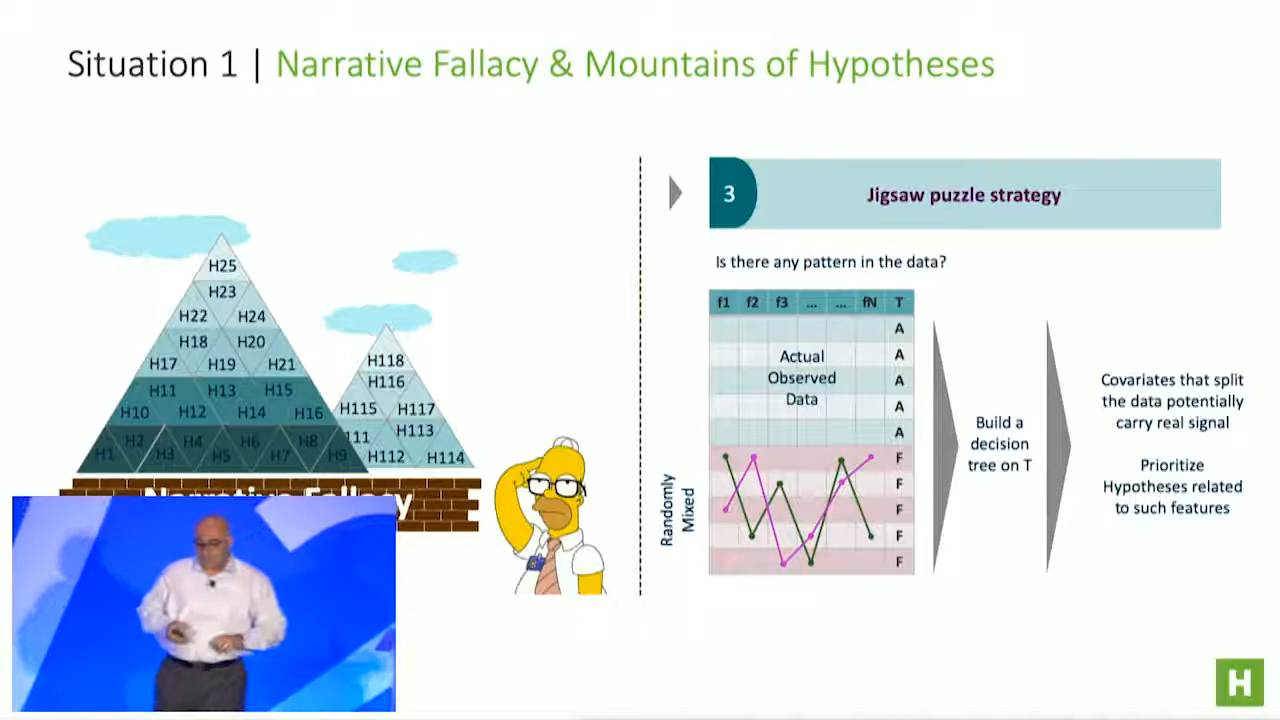 Situation 1 | Narrative Fallacy & Mountains of Hypotheses
H25
H23
H22 H24
H18 H20
H17 H19 H21
H11 H13 H15
H10 H12 H14 H16
H2 H4 H6 H8
H1 H3 H5 H7 H9
H118
H116
H115 H117
111 H113
H112 H114
Narrative Fallacy
3
Jigsaw puzzle strategy
Is there any pattern in the data?
f1 f2 f3 ... ... fN T
A
A
A
A
A
F
F
F
F
F
Actual
Observed
Data
Randomly
Mixed
Build a
decision
tree on T
Covariates that split
the data potentially
carry real signal
Prioritize
Hypotheses related
to such features
H